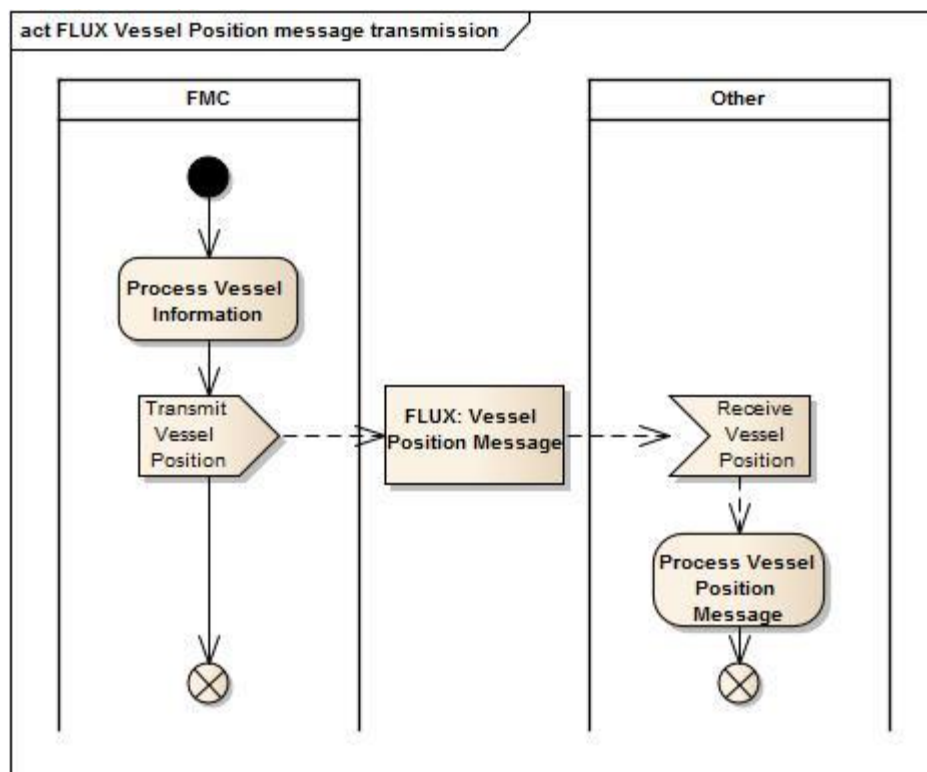 act FLUX Vessel Position message transmission
FMC
Other
Process Vessel
Information
Transmit
Vessel
Position
FLUX: Vessel
Position Message
Receive
Vessel
Position
Process Vessel
Position
Message